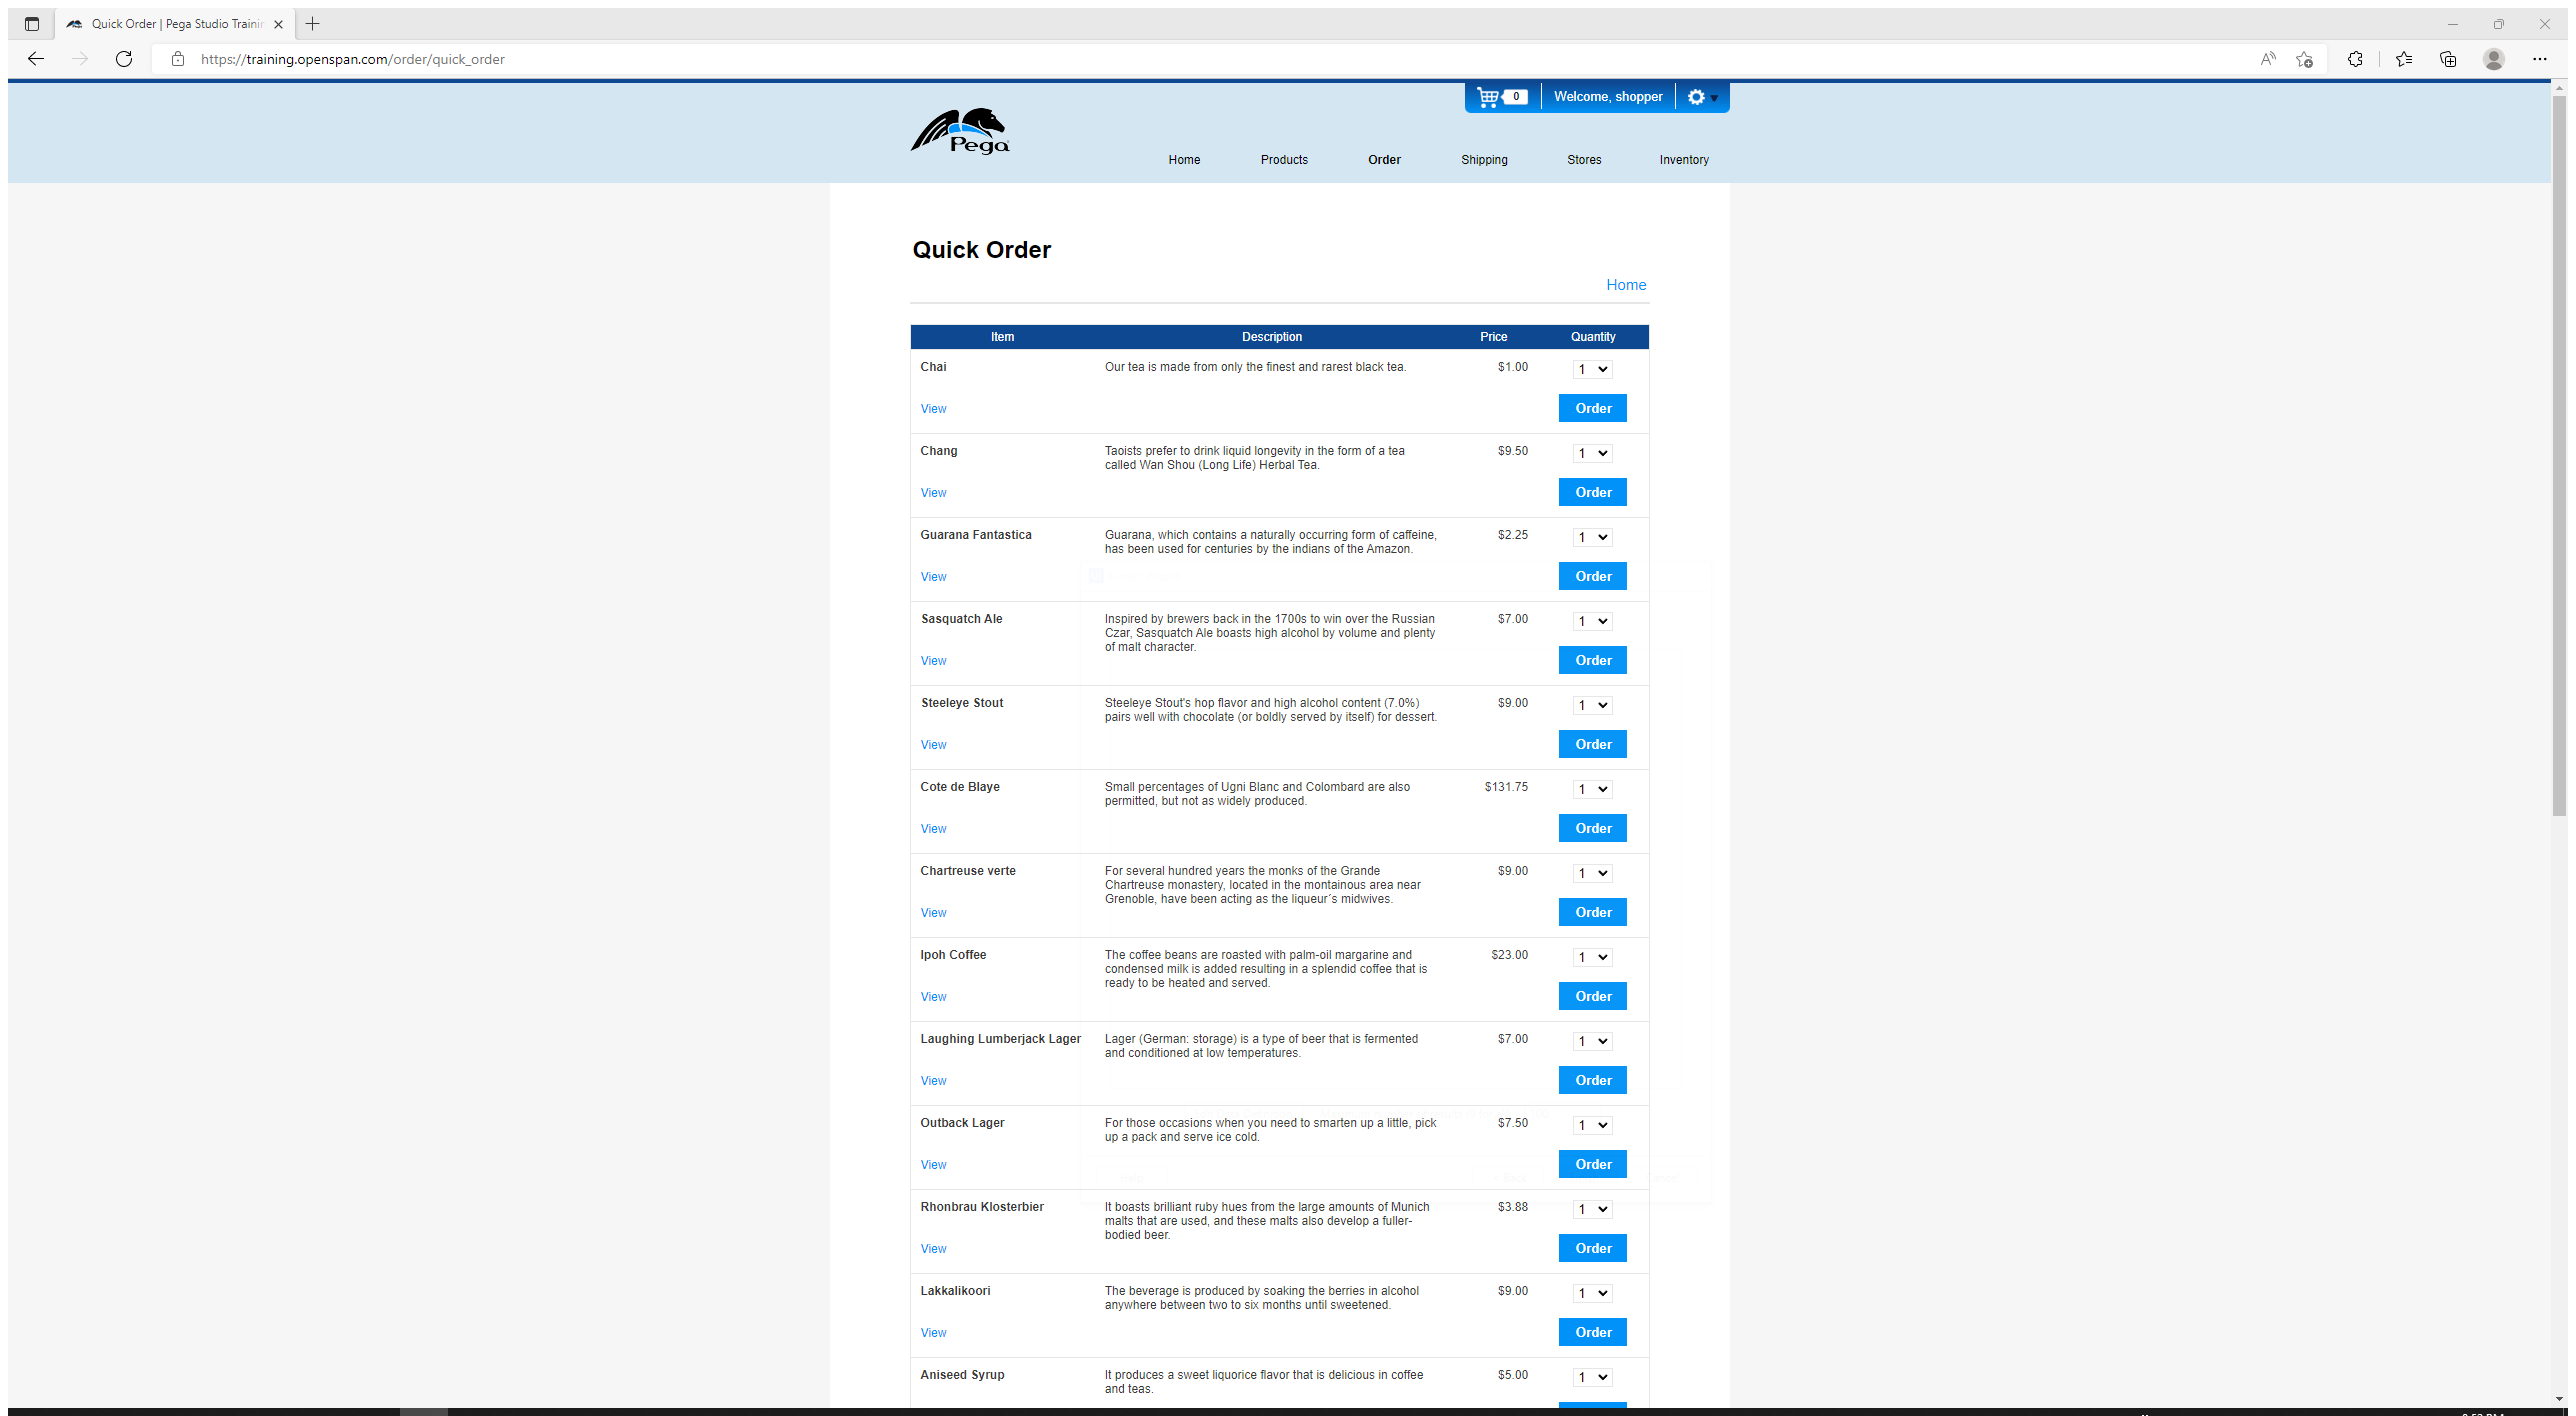 Quick Order | Pega Studio Trainin
https://training.openspan.com/order/quick_order
0 Welcome, shopper
Pega
Home Products Order Shipping Stores Inventory
Quick Order
Home
Item Description Price Quantity
Chai Our tea is made from only the finest and rarest black tea. $1.00 1
View Order
Chang Taoists prefer to drink liquid longevity in the form of a tea $9.50 1
called Wan Shou (Long Life) Herbal Tea.
View Order
Guarana Fantastica Guarana, which contains a naturally occurring form of caffeine, $2.25 1
has been used for centuries by the indians of the Amazon.
View Order
Sasquatch Ale Inspired by brewers back in the 1700s to win over the Russian $7.00 1
Czar, Sasquatch Ale boasts high alcohol by volume and plenty
of malt character.
View Order
Steeleye Stout Steeleye Stout's hop flavor and high alcohol content (7.0%) $9.00 1
pairs well with chocolate (or boldly served by itself) for dessert.
View Order
Cote de Blaye Small percentages of Ugni Blanc and Colombard are also $131.75 1
permitted, but not as widely produced.
View Order
Chartreuse verte For several hundred years the monks of the Grande $9.00 1
Chartreuse monastery, located in the montainous area near
Grenoble, have been acting as the liqueur´s midwives.
View Order
Ipoh Coffee The coffee beans are roasted with palm-oil margarine and $23.00 1
condensed milk is added resulting in a splendid coffee that is
ready to be heated and served.
View Order
Laughing Lumberjack Lager Lager (German: storage) is a type of beer that is fermented $7.00 1
and conditioned at low temperatures.
View Order
Outback Lager For those occasions when you need to smarten up a little, pick $7.50 1
up a pack and serve ice cold.
View Order
Rhonbrau Klosterbier It boasts brilliant ruby hues from the large amounts of Munich $3.88 1
malts that are used, and these malts also develop a fuller-
bodied beer.
View Order
Lakkalikoori The beverage is produced by soaking the berries in alcohol $9.00 1
anywhere between two to six months until sweetened.
View Order
Aniseed Syrup It produces a sweet liquorice flavor that is delicious in coffee $5.00 1
and teas.